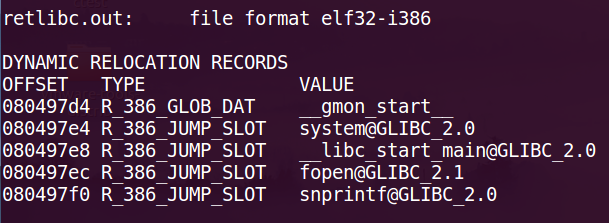 retlibc.out:     file format elf32-i386
DYNAMIC RELOCATION RECORDS
OFFSET   TYPE              VALUE
080497d4 R_386_GLOB_DAT    __gmon_start__
080497e4 R_386_JUMP_SLOT   system@GLIBC_2.0
080497e8 R_386_JUMP_SLOT   __libc_start_main@GLIBC_2.0
080497ec R_386_JUMP_SLOT   fopen@GLIBC_2.1
080497f0 R_386_JUMP_SLOT   snprintf@GLIBC_2.0